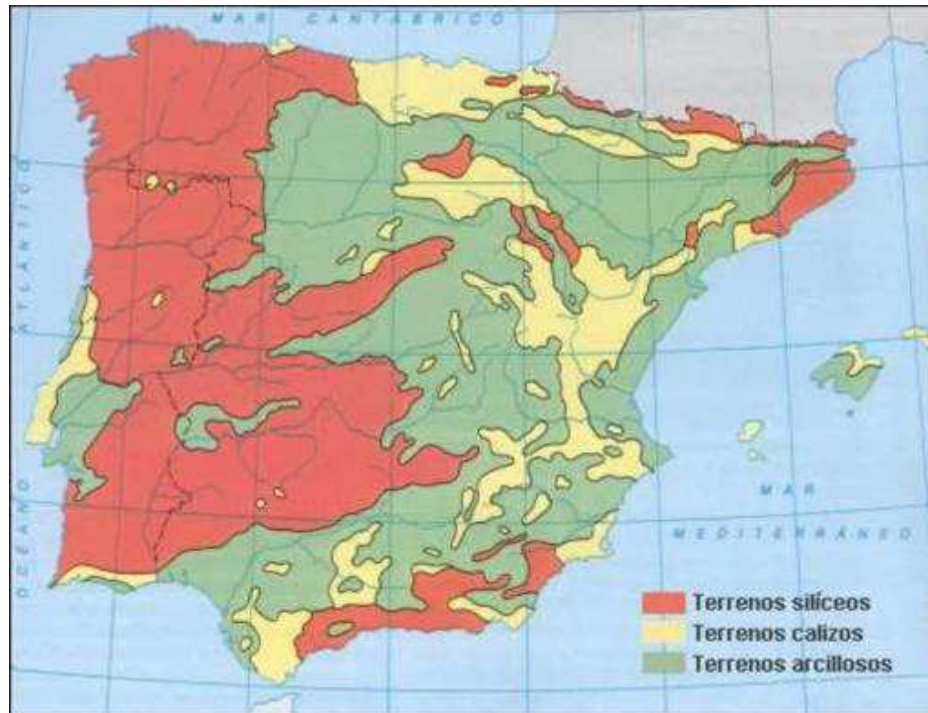 MAR CANTÁBRICO
OCÉANO ATLÁNTICO
MAR
MEDITERRÁNEO
Terrenos silíceos
Terrenos calizos
Terrenos arcillosos